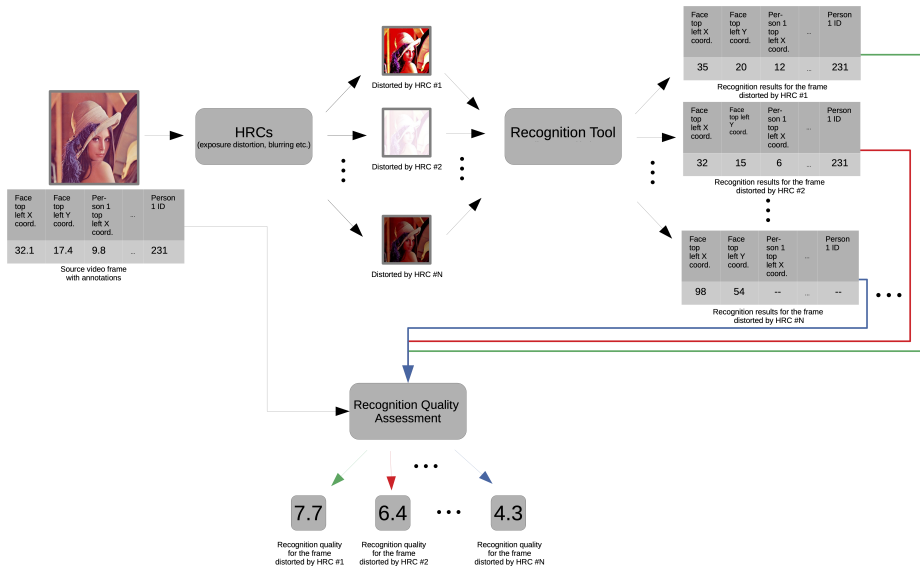 Face
top
left X
coord.
Face
top
left Y
coord.
Per-
son 1
top
left X
coord.
...
Person
1 ID
35
20
12
...
231
Recognition results for the frame
distorted by HRC #1
Distorted by HRC #1
HRCs
(exposure distortion, blurring etc.)
Recognition Tool
Distorted by HRC #2
Face
top
left X
coord.
Face
top left
Y
coord.
Per-
son 1
top
left X
coord.
...
Person
1 ID
32
15
6
...
231
Recognition results for the frame
distorted by HRC #2
Face
top
left X
coord.
Face
top
left Y
coord.
Per-
son 1
top
left X
coord.
...
Person
1 ID
32.1
17.4
9.8
...
231
Source video frame
with annotations
Distorted by HRC #N
Face
top
left X
coord.
Face
top
left Y
coord.
Per-
son 1
top
left X
coord.
...
Person
1 ID
98
54
--
...
--
Recognition results for the frame
distorted by HRC #N
Recognition Quality
Assessment
7.7
6.4
4.3
Recognition quality
for the frame
distorted by HRC #1
Recognition quality
for the frame
distorted by HRC #2
Recognition quality
for the frame
distorted by HRC #N